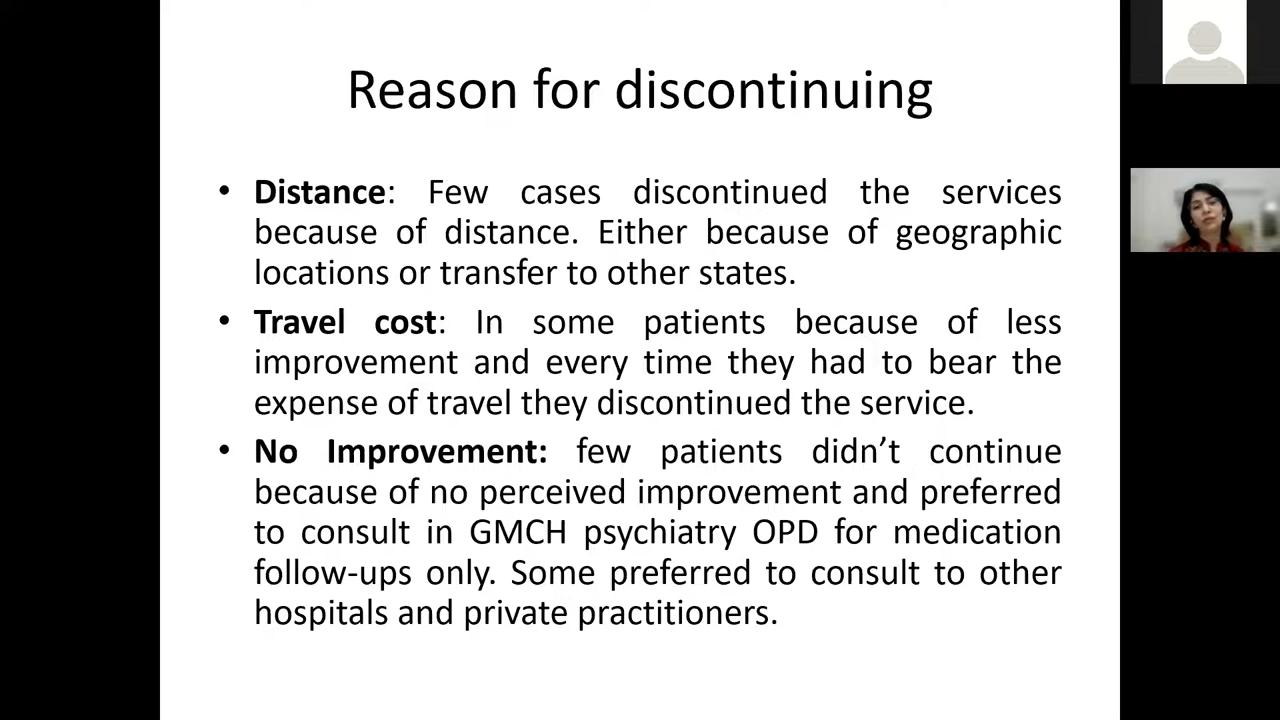 Reason for discontinuing
• Distance: Few cases discontinued the services
because of distance. Either because of geographic
locations or transfer to other states.
• Travel cost: In some patients because of less
improvement and every time they had to bear the
expense of travel they discontinued the service.
• No Improvement: few patients didn’t continue
because of no perceived improvement and preferred
to consult in GMCH psychiatry OPD for medication
follow-ups only. Some preferred to consult to other
hospitals and private practitioners.